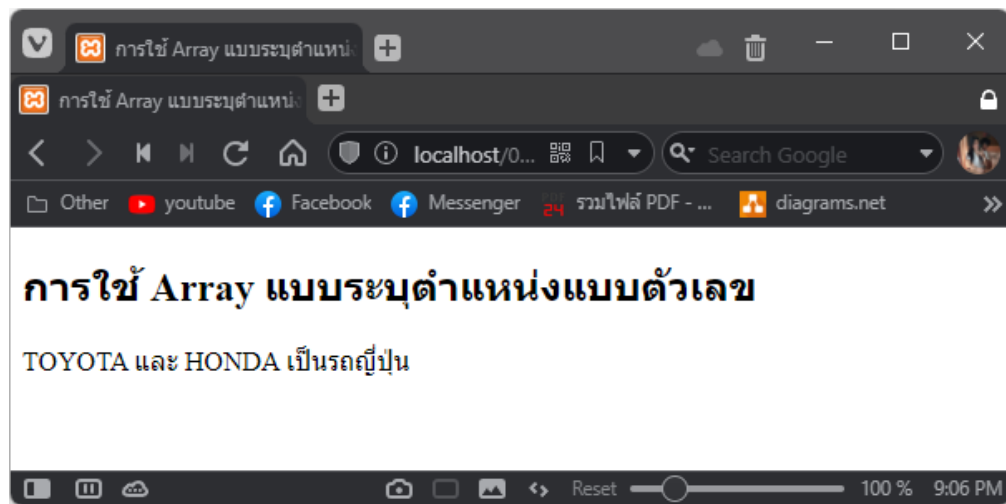 การใช้ Array แบบระบุตำแหน่ง
การใช้ Array แบบระบุตำแหน่ง
localhost/0... Search Google
Other youtube Facebook Messenger 24 รวมไฟล์ PDF - ... diagrams.net
การใช้ Array แบบระบุตำแหน่งแบบตัวเลข
TOYOTA และ HONDA เป็นรถญี่ปุ่น
Reset 100 % 9:06 PM